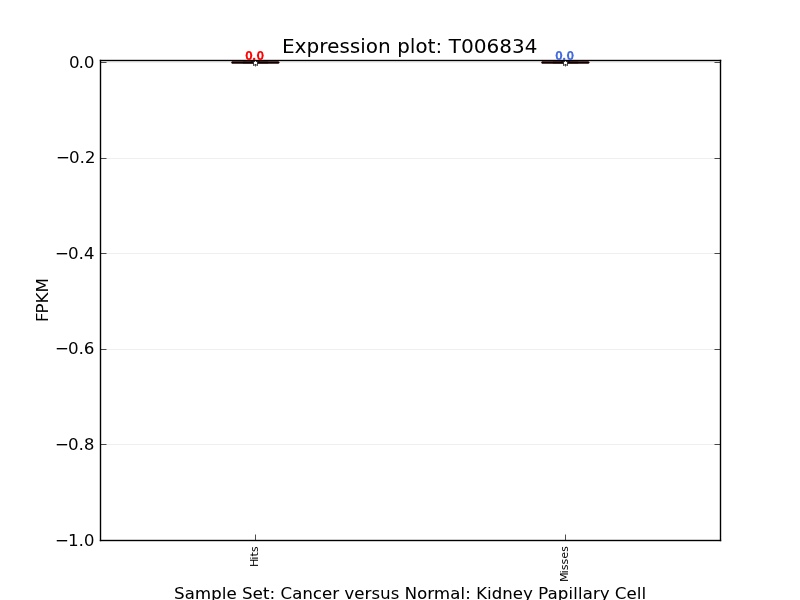 Expression plot: T006834
0.0
0.0
0.0
−0.2
−0.4
−0.6
−0.8
−1.0
FPKM
Hits
Misses
Sample Set: Cancer versus Normal: Kidney Papillary Cell